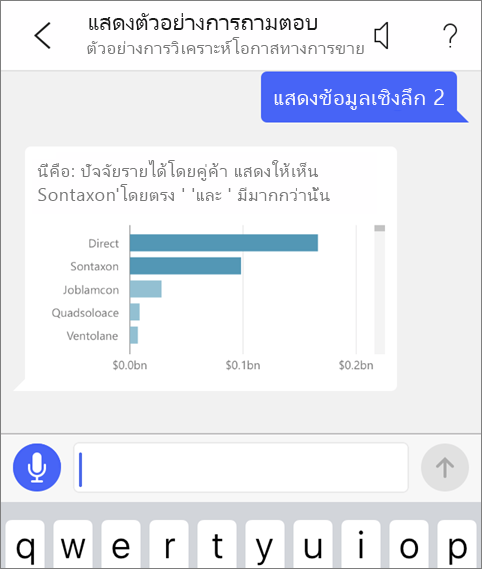 แสดงตัวอย่างการถามตอบ
ตัวอย่างการวิเคราะห์โอกาสทางการขาย
?
แสดงข้อมูลเชิงลึก 2
นี่คือ: ปัจจัยรายได้โดยคู่ค้า แสดงให้เห็น
Sontaxon'โดยตรง ' 'และ ' มีมากกว่านั้น
Direct
Sontaxon
Joblamcon
Quadsoloace
Ventolane
$0.0bn $0.1bn $0.2bn
q w e r t y u i o p